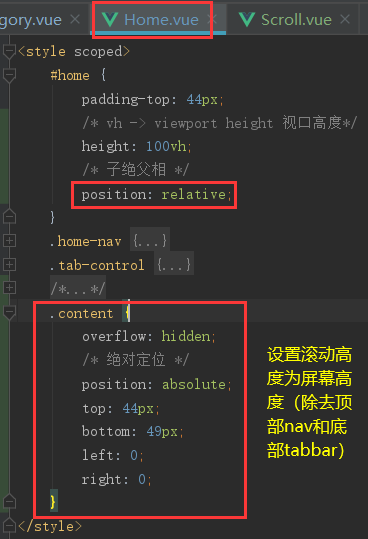 gory.vue × Home.vue × Scroll.vue ×
<style scoped>
#home {
padding-top: 44px;
/* vh -> viewport height 视口高度*/
height: 100vh;
/* 子绝父相 */
position: relative;
}
.home-nav {...}
.tab-control {...}
/*...*/
.content {
overflow: hidden;
/* 绝对定位 */
position: absolute;
top: 44px;
bottom: 49px;
left: 0;
right: 0;
}
</style>
设置滚动高
度为屏幕高
度（除去顶
部nav和底
部tabbar）